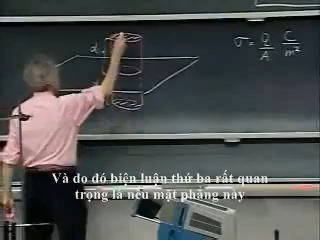 d
σ = Q/A C/m²
Và do đó biện luận thứ ba rất quan
trọng là nếu mặt phẳng này